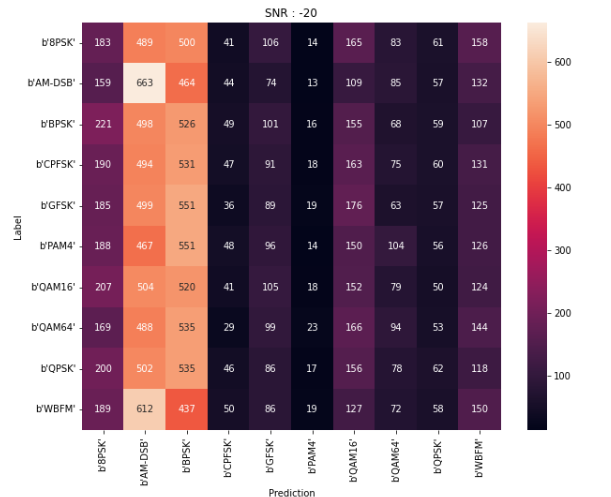 SNR : -20
b'8PSK' 183 489 500 41 106 14 165 83 61 158
b'AM-DSB' 159 663 464 44 74 13 109 85 57 132
b'BPSK' 221 498 526 49 101 16 155 68 59 107
b'CPFSK' 190 494 531 47 91 18 163 75 60 131
b'GFSK' 185 499 551 36 89 19 176 63 57 125
b'PAM4' 188 467 551 48 96 14 150 104 56 126
b'QAM16' 207 504 520 41 105 18 152 79 50 124
b'QAM64' 169 488 535 29 99 23 166 94 53 144
b'QPSK' 200 502 535 46 86 17 156 78 62 118
b'WBFM' 189 612 437 50 86 19 127 72 58 150
Label
b'8PSK' b'AM-DSB' b'BPSK' b'CPFSK' b'GFSK' b'PAM4' b'QAM16' b'QAM64' b'QPSK' b'WBFM'
Prediction
600
500
400
300
200
100